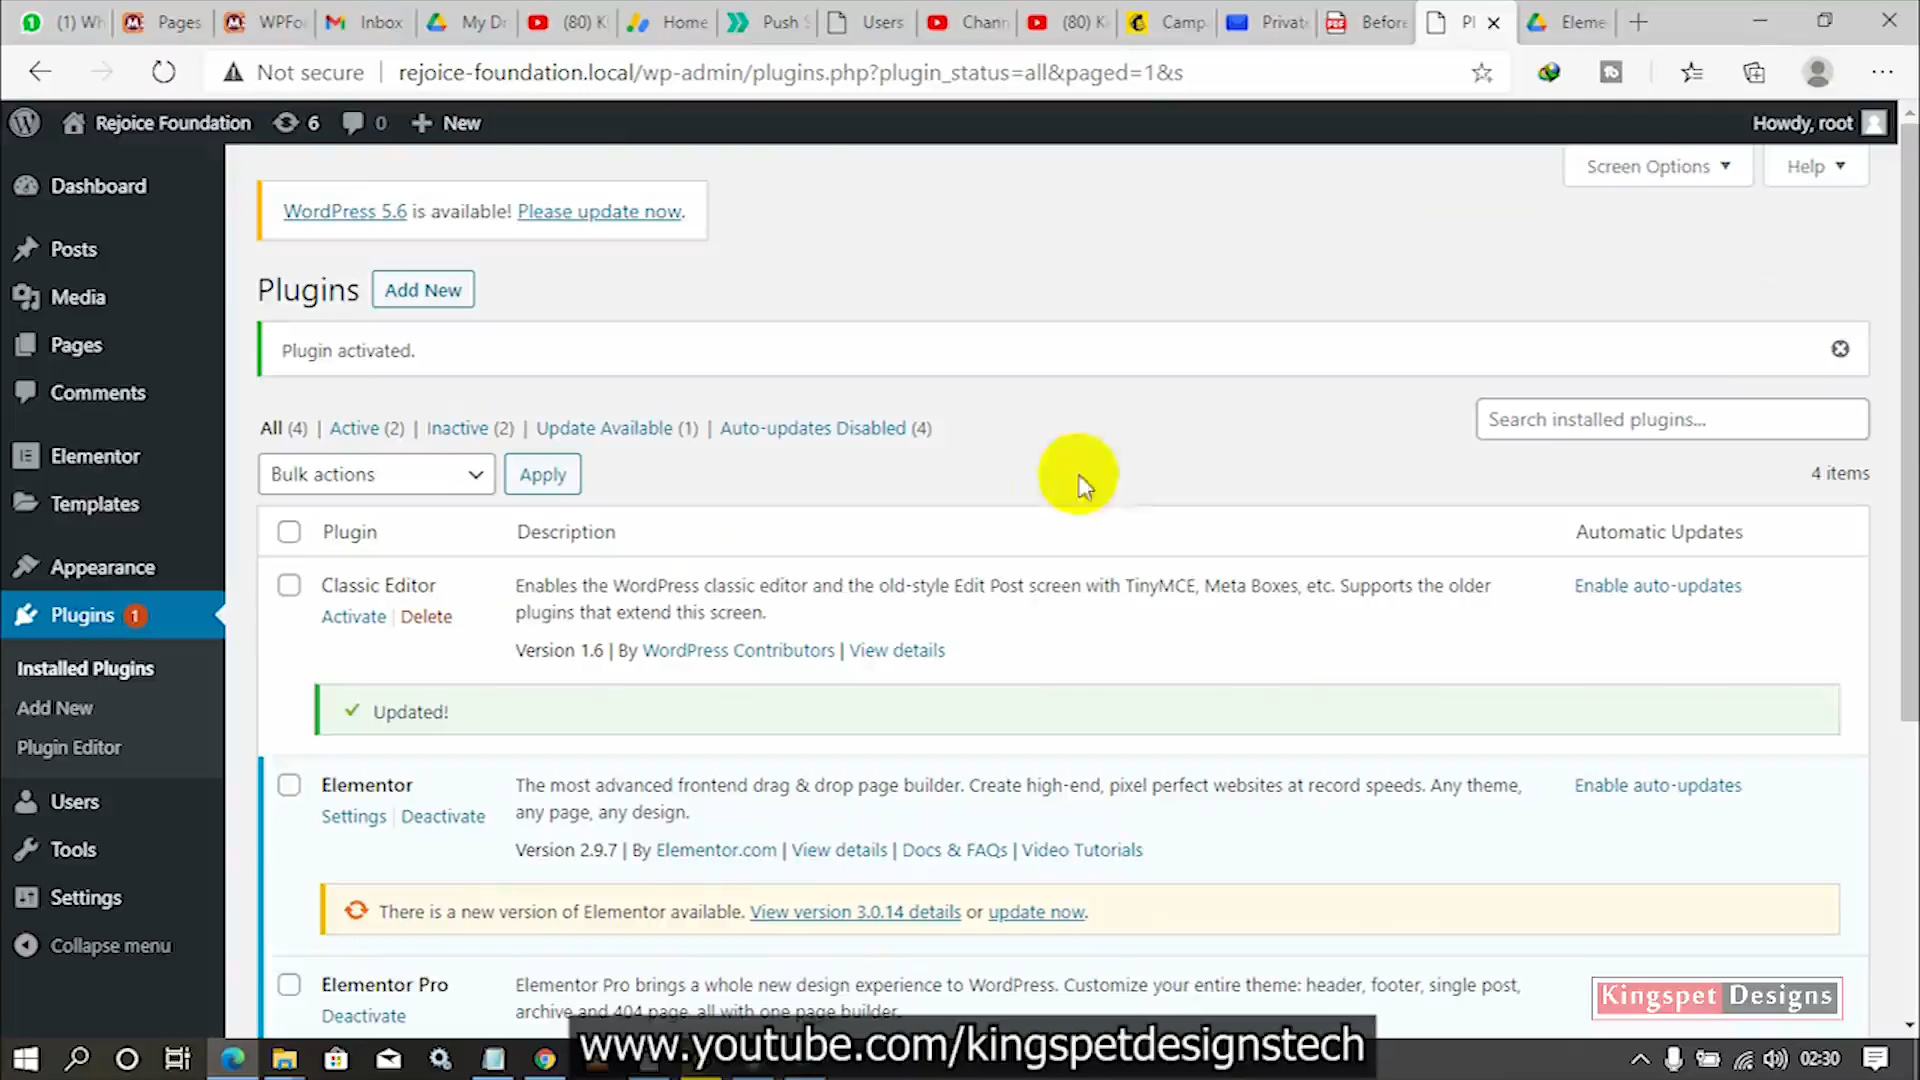 (1) Wh
Pages
WPFo
Inbox
My Dr
(80) K
Home
Push S
Users
Chann
(80) K
Camp
Privat
Before
Pl
Eleme
Not secure
rejoice-foundation.local/wp-admin/plugins.php?plugin_status=all&paged=1&s
Rejoice Foundation
6
0
New
Howdy, root
Dashboard
Posts
Media
Pages
Comments
Elementor
Templates
Appearance
Plugins 1
Installed Plugins
Add New
Plugin Editor
Users
Tools
Settings
Collapse menu
Screen Options
Help
WordPress 5.6 is available! Please update now.
Plugins
Add New
Plugin activated.
All (4) | Active (2) | Inactive (2) | Update Available (1) | Auto-updates Disabled (4)
Search installed plugins...
Bulk actions
Apply
4 items
Plugin
Description
Automatic Updates
Classic Editor
Activate | Delete
Enables the WordPress classic editor and the old-style Edit Post screen with TinyMCE, Meta Boxes, etc. Supports the older
plugins that extend this screen.
Version 1.6 | By WordPress Contributors | View details
Enable auto-updates
Updated!
Elementor
Settings | Deactivate
The most advanced frontend drag & drop page builder. Create high-end, pixel perfect websites at record speeds. Any theme,
any page, any design.
Version 2.9.7 | By Elementor.com | View details | Docs & FAQs | Video Tutorials
Enable auto-updates
There is a new version of Elementor available. View version 3.0.14 details or update now.
Elementor Pro
Deactivate
Elementor Pro brings a whole new design experience to WordPress. Customize your entire theme: header, footer, single post,
archive and 404 page, all with one page builder.
Kingspet Designs
www.youtube.com/kingspetdesignstech
02:30